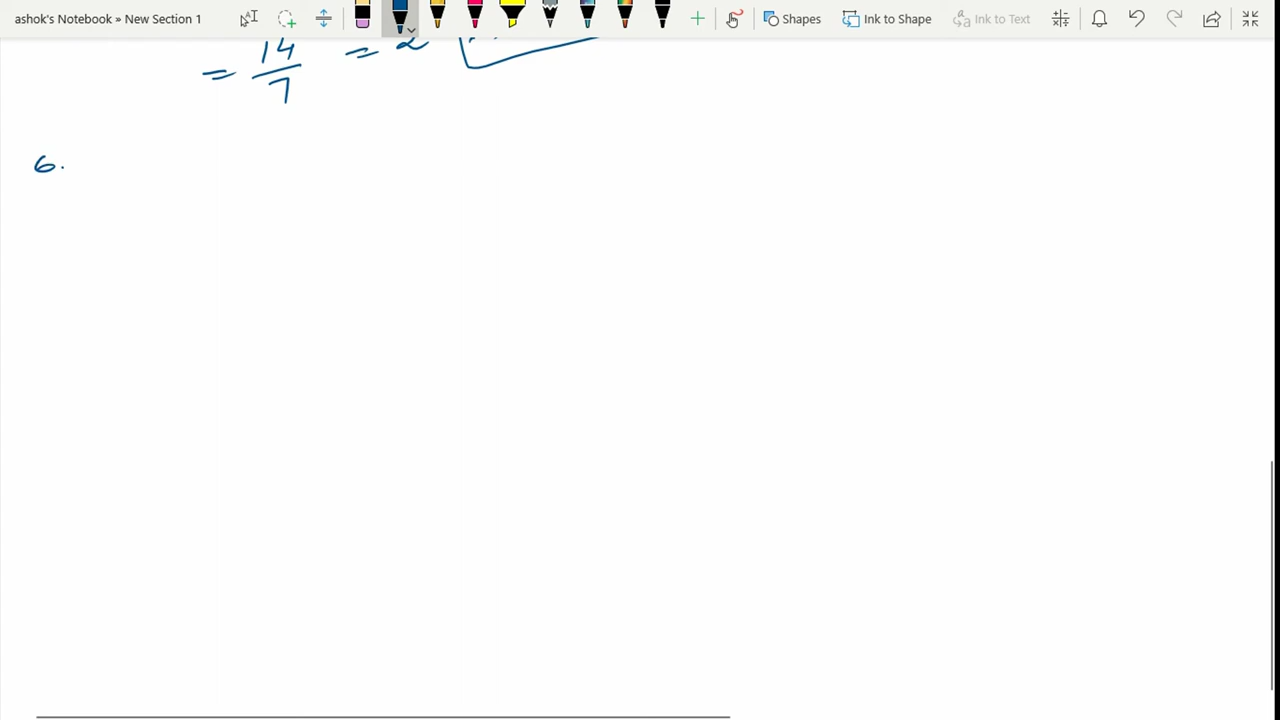 ashok's Notebook » New Section 1 Shapes Ink to Shape Ink to Text
= 14/7 = 2
6.